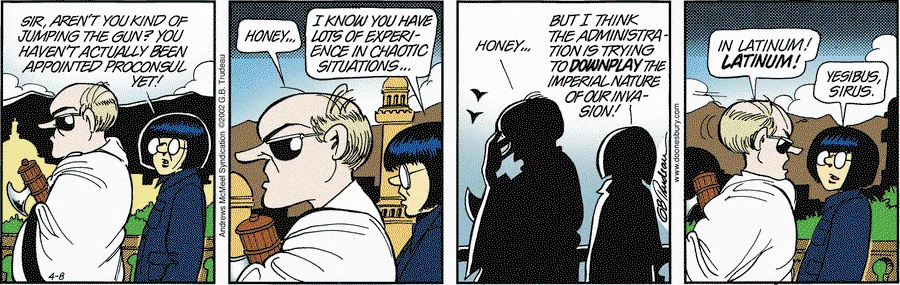 SIR, AREN'T YOU KIND OF
JUMPING THE GUN? YOU
HAVEN'T ACTUALLY BEEN
APPOINTED PROCONSUL
YET!
4-8
Andrews McMeel Syndication ©2002 G.B. Trudeau
HONEY...
I KNOW YOU HAVE
LOTS OF EXPERI-
ENCE IN CHAOTIC
SITUATIONS...
HONEY...
BUT I THINK
THE ADMINISTRA-
TION IS TRYING
TO DOWNPLAY THE
IMPERIAL NATURE
OF OUR INVA-
SION!
GBTrudeau
www.doonesbury.com
IN LATINUM!
LATINUM!
YESIBUS,
SIRUS.